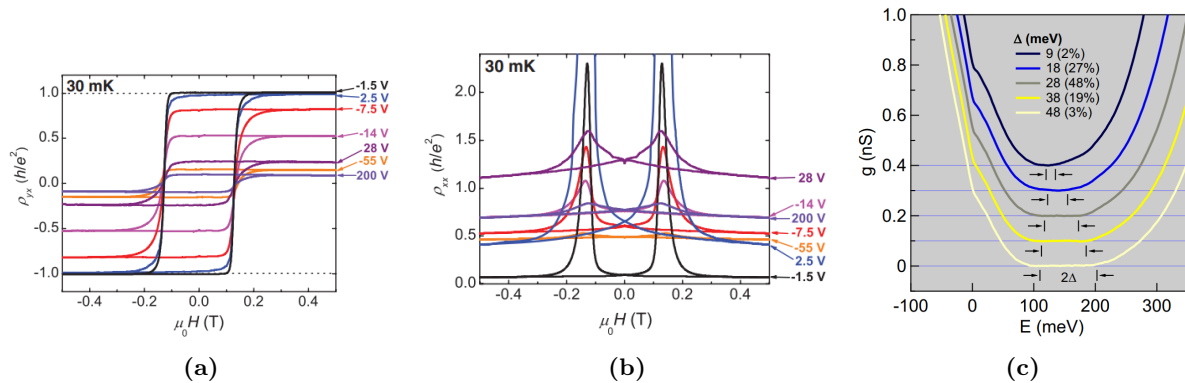 30 mK
-1.5 V
2.5 V
-7.5 V
-14 V
28 V
-55 V
200 V
1.0
0.5
0.0
-0.5
-1.0
ρyx (h/e²)
-0.4 -0.2 0.0 0.2 0.4
μ₀H (T)
(a)
30 mK
28 V
-14 V
200 V
-7.5 V
-55 V
2.5 V
-1.5 V
2.0
1.5
1.0
0.5
0.0
ρxx (h/e²)
-0.4 -0.2 0.0 0.2 0.4
μ₀H (T)
(b)
Δ (meV)
9 (2%)
18 (27%)
28 (48%)
38 (19%)
48 (3%)
1.0
0.8
0.6
0.4
0.2
0
g (nS)
2Δ
-100 0 100 200 300
E (meV)
(c)